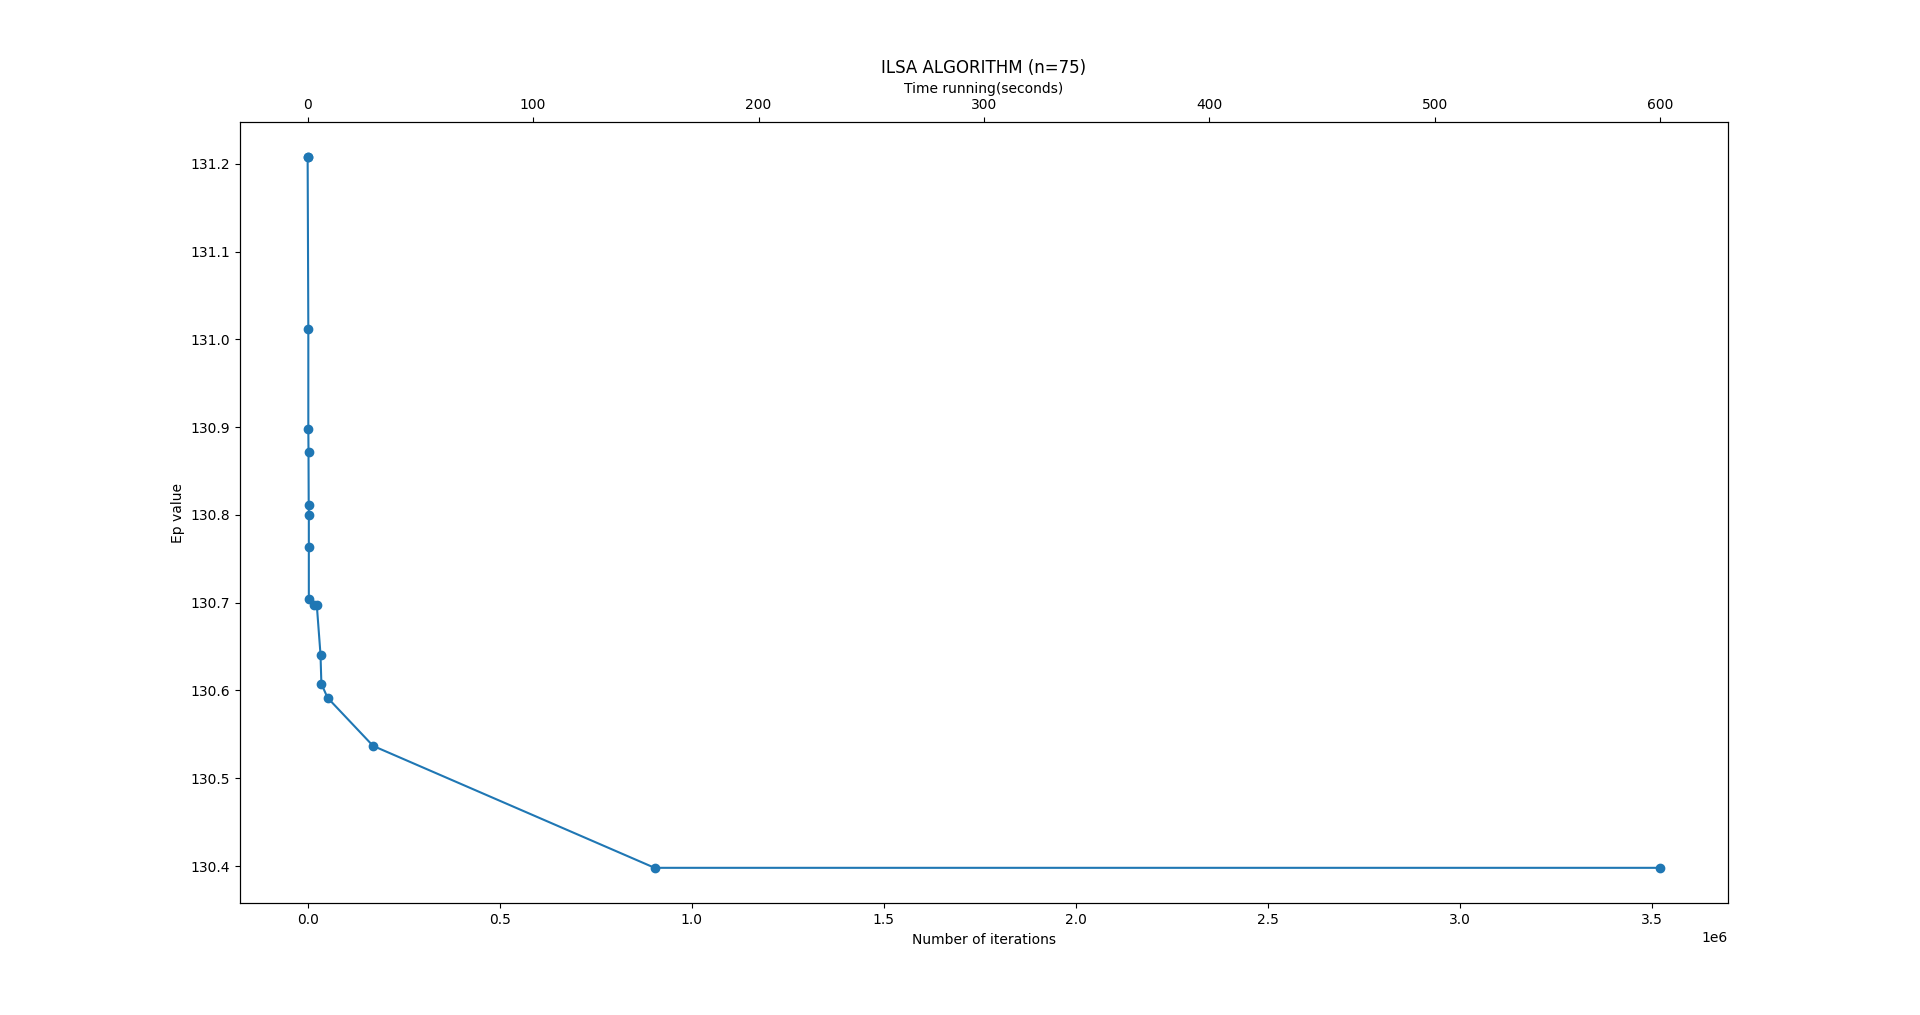 ILSA ALGORITHM (n=75)
Time running(seconds)
0 100 200 300 400 500 600
131.2
131.1
131.0
130.9
130.8
130.7
130.6
130.5
130.4
Ep value
0.0 0.5 1.0 1.5 2.0 2.5 3.0 3.5
Number of iterations
1e6